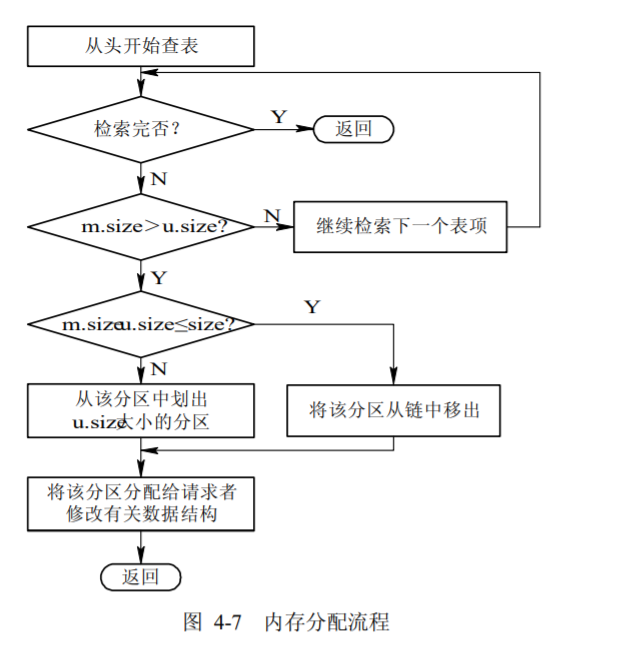 从头开始查表
检索完否？
Y
返回
N
m.size＞u.size?
N
继续检索下一个表项
Y
m.size-u.size≤size?
Y
N
从该分区中划出
u.size大小的分区
将该分区从链中移出
将该分区分配给请求者
修改有关数据结构
返回
图 4-7 内存分配流程